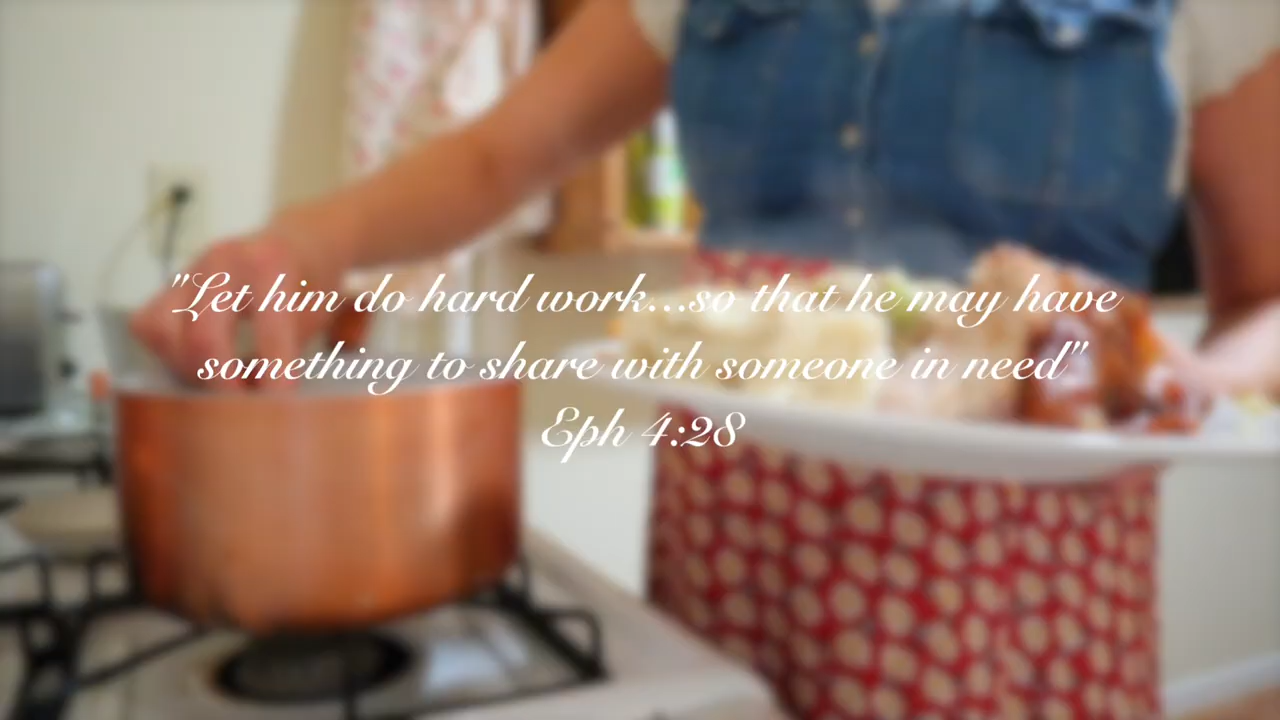 "Let him do hard work...so that he may have
something to share with someone in need"
Eph 4:28